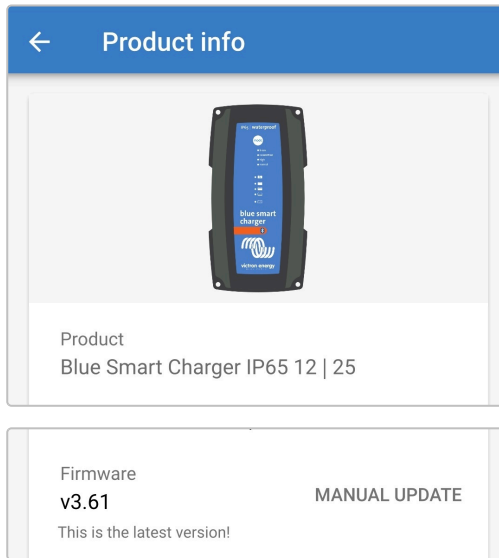 Product info
blue smart
charger
victron energy
Product
Blue Smart Charger IP65 12 | 25
Firmware
v3.61
MANUAL UPDATE
This is the latest version!